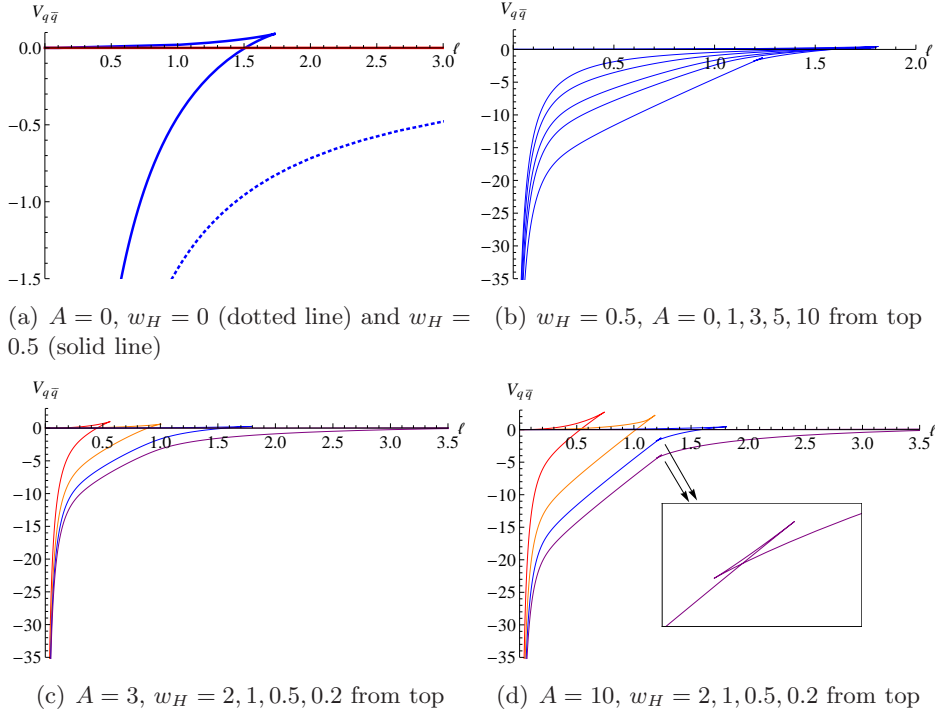 V_{q\bar{q}}
0.0
0.5 1.0 1.5 2.0 2.5 3.0 ℓ
−0.5
−1.0
−1.5
V_{q\bar{q}}
0
0.5 1.0 1.5 2.0 ℓ
−5
−10
−15
−20
−25
−30
−35
(a) A = 0, w_H = 0 (dotted line) and w_H =
0.5 (solid line)
(b) w_H = 0.5, A = 0, 1, 3, 5, 10 from top
V_{q\bar{q}}
0
0.5 1.0 1.5 2.0 2.5 3.0 3.5 ℓ
−5
−10
−15
−20
−25
−30
−35
V_{q\bar{q}}
0
0.5 1.0 1.5 2.0 2.5 3.0 3.5 ℓ
−5
−10
−15
−20
−25
−30
−35
(c) A = 3, w_H = 2, 1, 0.5, 0.2 from top
(d) A = 10, w_H = 2, 1, 0.5, 0.2 from top